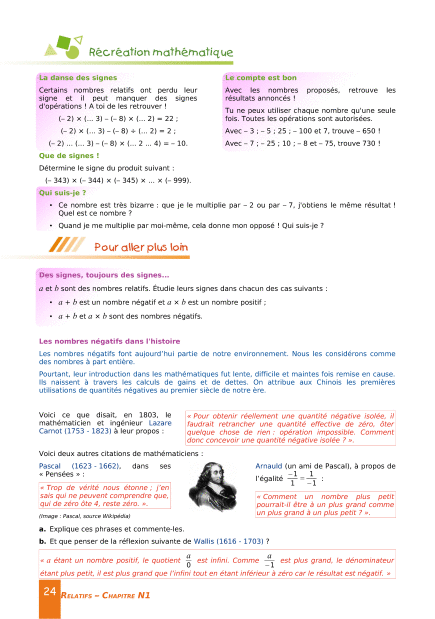 Récréation mathématique
La danse des signes
Certains nombres relatifs ont perdu leur
signe et il peut manquer des signes
d'opérations ! A toi de les retrouver !
(– 2) × (... 3) – (– 8) × (... 2) = 22 ;
(– 2) × (... 3) – (– 8) ÷ (... 2) = 2 ;
(– 2) ... (... 3) – (– 8) × (... 2 ... 4) = – 10.
Que de signes !
Détermine le signe du produit suivant :
(– 343) × (– 344) × (– 345) × ... × (– 999).
Qui suis-je ?
• Ce nombre est très bizarre : que je le multiplie par – 2 ou par – 7, j'obtiens le même résultat !
Quel est ce nombre ?
• Quand je me multiplie par moi-même, cela donne mon opposé ! Qui suis-je ?
Le compte est bon
Avec les nombres proposés, retrouve les
résultats annoncés !
Tu ne peux utiliser chaque nombre qu'une seule
fois. Toutes les opérations sont autorisées.
Avec – 3 ; – 5 ; 25 ; – 100 et 7, trouve – 650 !
Avec – 7 ; – 25 ; 10 ; – 8 et – 75, trouve 730 !
Pour aller plus loin
Des signes, toujours des signes...
a et b sont des nombres relatifs. Étudie leurs signes dans chacun des cas suivants :
• a + b est un nombre négatif et a × b est un nombre positif ;
• a + b et a × b sont des nombres négatifs.
Les nombres négatifs dans l'histoire
Les nombres négatifs font aujourd'hui partie de notre environnement. Nous les considérons comme
des nombres à part entière.
Pourtant, leur introduction dans les mathématiques fut lente, difficile et maintes fois remise en cause.
Ils naissent à travers les calculs de gains et de dettes. On attribue aux Chinois les premières
utilisations de quantités négatives au premier siècle de notre ère.
Voici ce que disait, en 1803, le
mathématicien et ingénieur Lazare
Carnot (1753 - 1823) à leur propos :
« Pour obtenir réellement une quantité négative isolée, il
faudrait retrancher une quantité effective de zéro, ôter
quelque chose de rien : opération impossible. Comment
donc concevoir une quantité négative isolée ? ».
Voici deux autres citations de mathématiciens :
Pascal (1623 - 1662), dans ses
« Pensées » :
« Trop de vérité nous étonne ; j'en
sais qui ne peuvent comprendre que,
qui de zéro ôte 4, reste zéro. ».
(Image : Pascal, source Wikipédia)
Arnauld (un ami de Pascal), à propos de
l'égalité −1/1 = 1/−1 :
« Comment un nombre plus petit
pourrait-il être à un plus grand comme
un plus grand à un plus petit ? ».
a. Explique ces phrases et commente-les.
b. Et que penser de la réflexion suivante de Wallis (1616 - 1703) ?
« a étant un nombre positif, le quotient a/0 est infini. Comme a/−1 est plus grand, le dénominateur
étant plus petit, il est plus grand que l'infini tout en étant inférieur à zéro car le résultat est négatif. »
24 RELATIFS – CHAPITRE N1